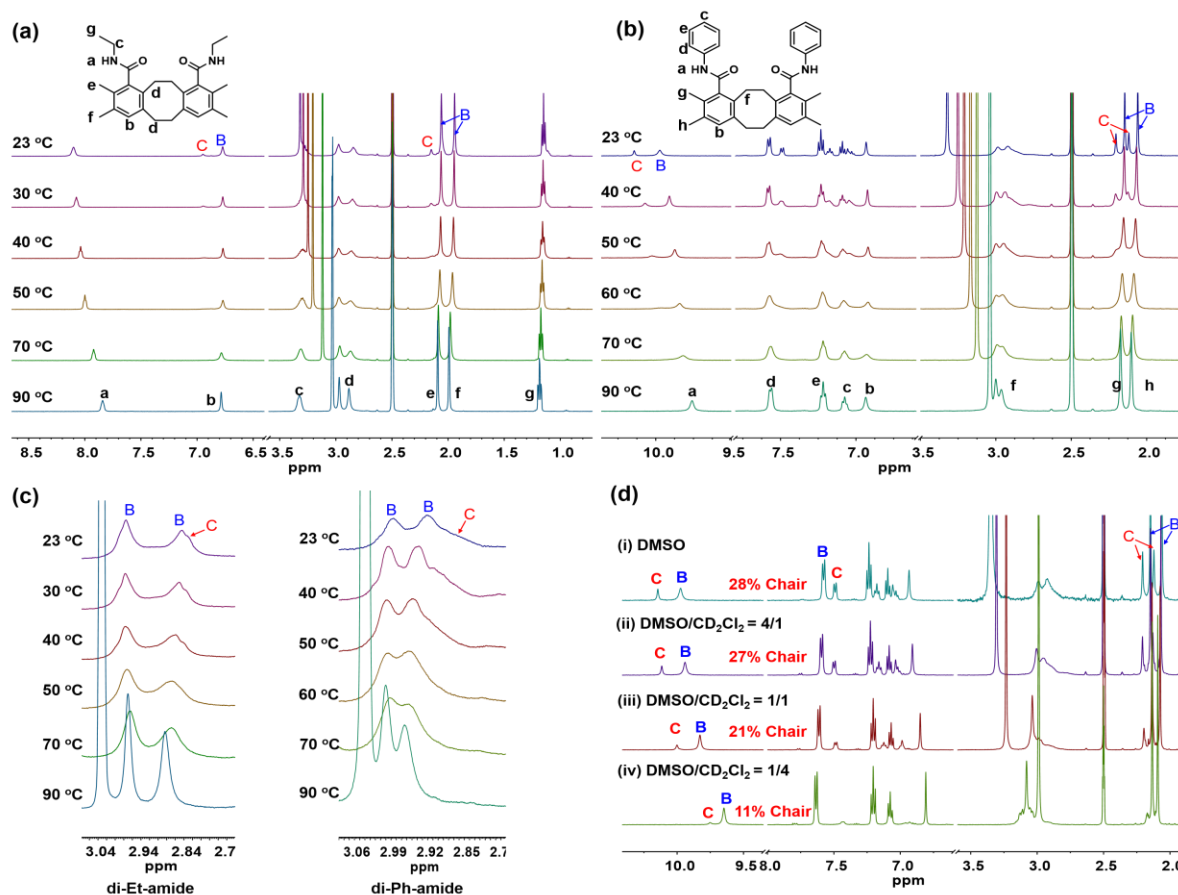 (a)
g
c
a NH O O HN
e
d
f
b
d
C B
C
B
23 °C
30 °C
40 °C
50 °C
70 °C
90 °C
a
b
c
d
e
f
g
8.5 8.0 7.5 7.0 6.5 3.5 3.0 2.5 2.0 1.5 1.0
ppm ppm
(b)
c
e
d
a NH O O HN
g
f
h
b
C B
C
B
23 °C
40 °C
50 °C
60 °C
70 °C
90 °C
a
d
e
c
b
f
g
h
10.0 7.5 7.0 3.5 3.0 2.5 2.0
ppm ppm
(c)
B B C
23 °C
30 °C
40 °C
50 °C
70 °C
90 °C
3.04 2.94 2.84 2.7
ppm
di-Et-amide
B B C
23 °C
40 °C
50 °C
60 °C
70 °C
90 °C
3.06 2.99 2.92 2.85 2.7
ppm
di-Ph-amide
(d)
(i) DMSO
C B 28% Chair B C
C B
(ii) DMSO/CD2Cl2 = 4/1
C B 27% Chair
(iii) DMSO/CD2Cl2 = 1/1
C B 21% Chair
(iv) DMSO/CD2Cl2 = 1/4
C B 11% Chair
10.0 9.5 8.0 7.5 7.0 3.5 3.0 2.5 2.0
ppm ppm